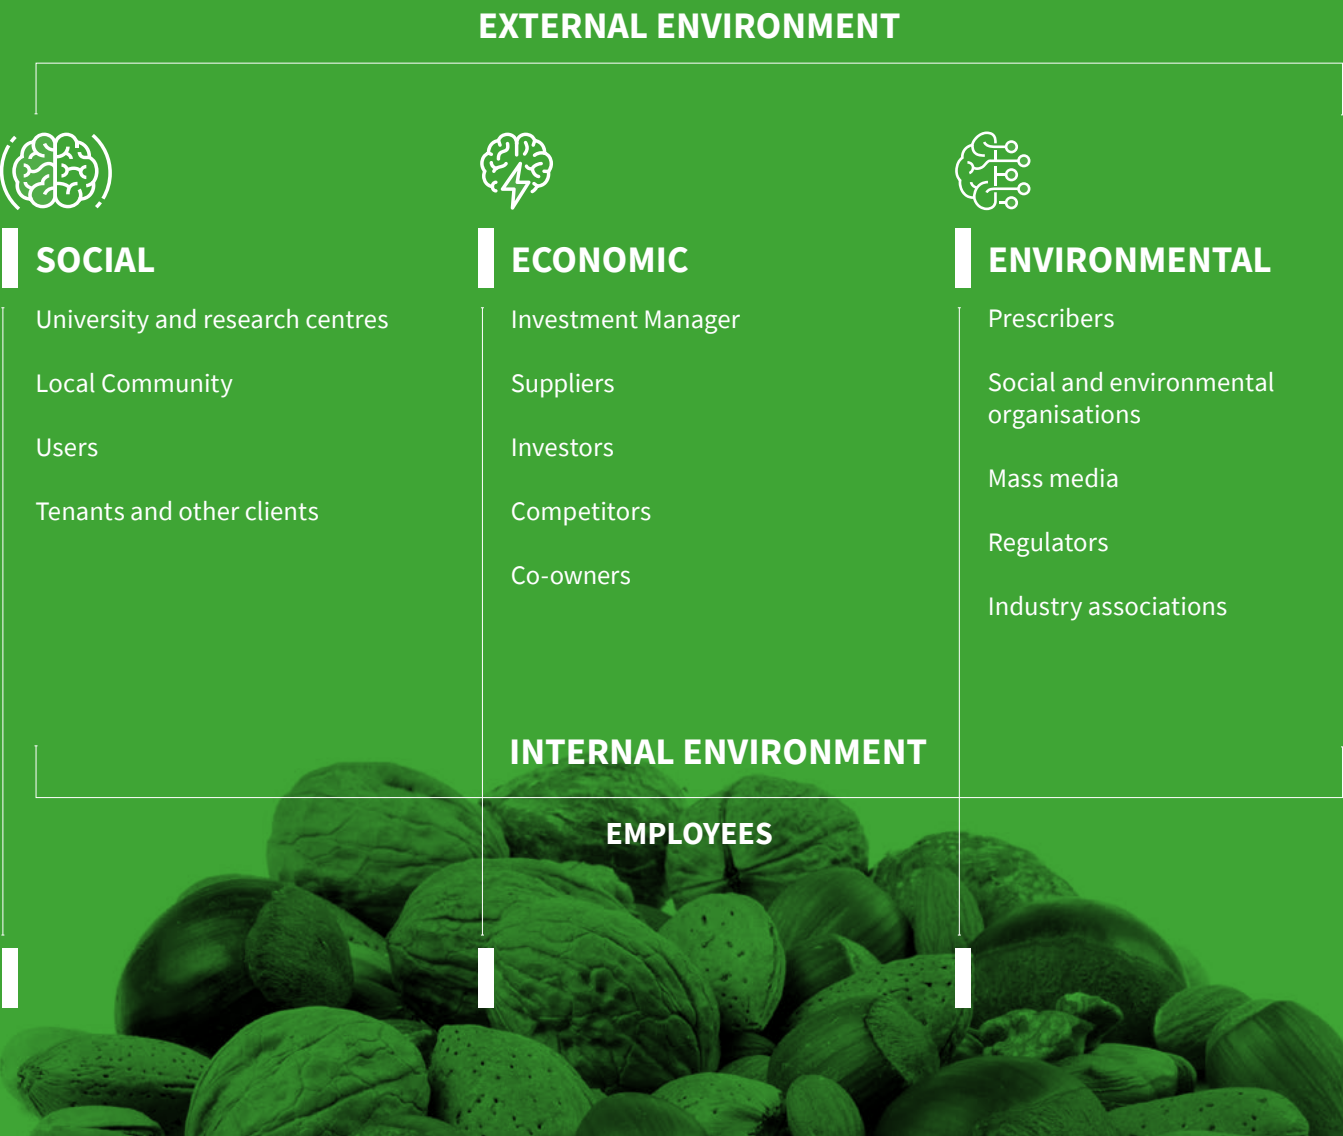 EXTERNAL ENVIRONMENT
SOCIAL
University and research centres
Local Community
Users
Tenants and other clients
ECONOMIC
Investment Manager
Suppliers
Investors
Competitors
Co-owners
ENVIRONMENTAL
Prescribers
Social and environmental
organisations
Mass media
Regulators
Industry associations
INTERNAL ENVIRONMENT
EMPLOYEES